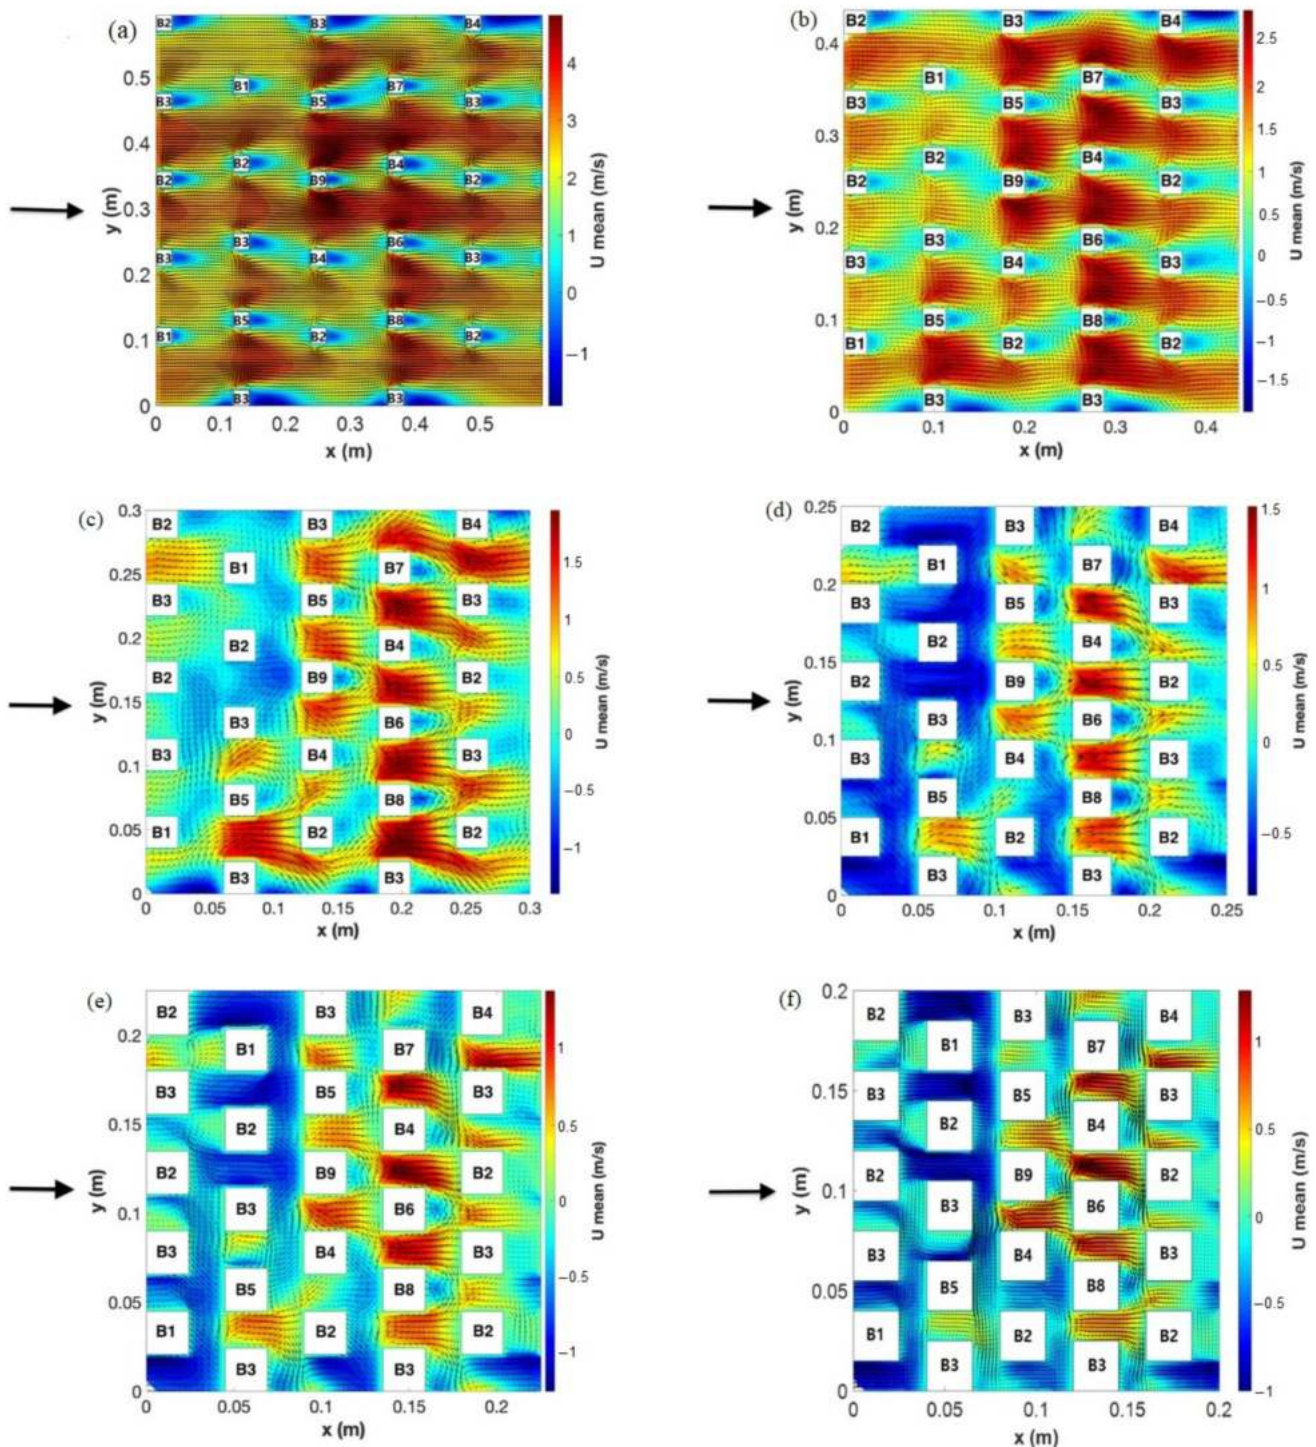 (a)
B2 B3 B4
B1 B7
B3 B5 B3
B2 B4
B2 B9 B2
B3 B6
B3 B4 B3
B5 B8
B1 B2 B2
B3 B3
0.5
0.4
0.3
0.2
0.1
0
y (m)
0 0.1 0.2 0.3 0.4 0.5
x (m)
4
3
2
1
0
−1
U mean (m/s)
(b)
B2 B3 B4
B1 B7
B3 B5 B3
B2 B4
B2 B9 B2
B3 B6
B3 B4 B3
B5 B8
B1 B2 B2
B3 B3
0.4
0.3
0.2
0.1
0
y (m)
0 0.1 0.2 0.3 0.4
x (m)
2.5
2
1.5
1
0.5
0
−0.5
−1
−1.5
U mean (m/s)
(c)
B2 B3 B4
B1 B7
B3 B5 B3
B2 B4
B2 B9 B2
B3 B6
B3 B4 B3
B5 B8
B1 B2 B2
B3 B3
0.3
0.25
0.2
0.15
0.1
0.05
0
y (m)
0 0.05 0.1 0.15 0.2 0.25 0.3
x (m)
1.5
1
0.5
0
−0.5
−1
U mean (m/s)
(d)
B2 B3 B4
B1 B7
B3 B5 B3
B2 B4
B2 B9 B2
B3 B6
B3 B4 B3
B5 B8
B1 B2 B2
B3 B3
0.25
0.2
0.15
0.1
0.05
0
y (m)
0 0.05 0.1 0.15 0.2 0.25
x (m)
1.5
1
0.5
0
−0.5
U mean (m/s)
(e)
B2 B3 B4
B1 B7
B3 B5 B3
B2 B4
B2 B9 B2
B3 B6
B3 B4 B3
B5 B8
B1 B2 B2
B3 B3
0.2
0.15
0.1
0.05
0
y (m)
0 0.05 0.1 0.15 0.2
x (m)
1
0.5
0
−0.5
−1
U mean (m/s)
(f)
B2 B3 B4
B1 B7
B3 B5 B3
B2 B4
B2 B9 B2
B3 B6
B3 B4 B3
B5 B8
B1 B2 B2
B3 B3
0.2
0.15
0.1
0.05
0
y (m)
0 0.05 0.1 0.15 0.2
x (m)
1
0.5
0
−0.5
−1
U mean (m/s)